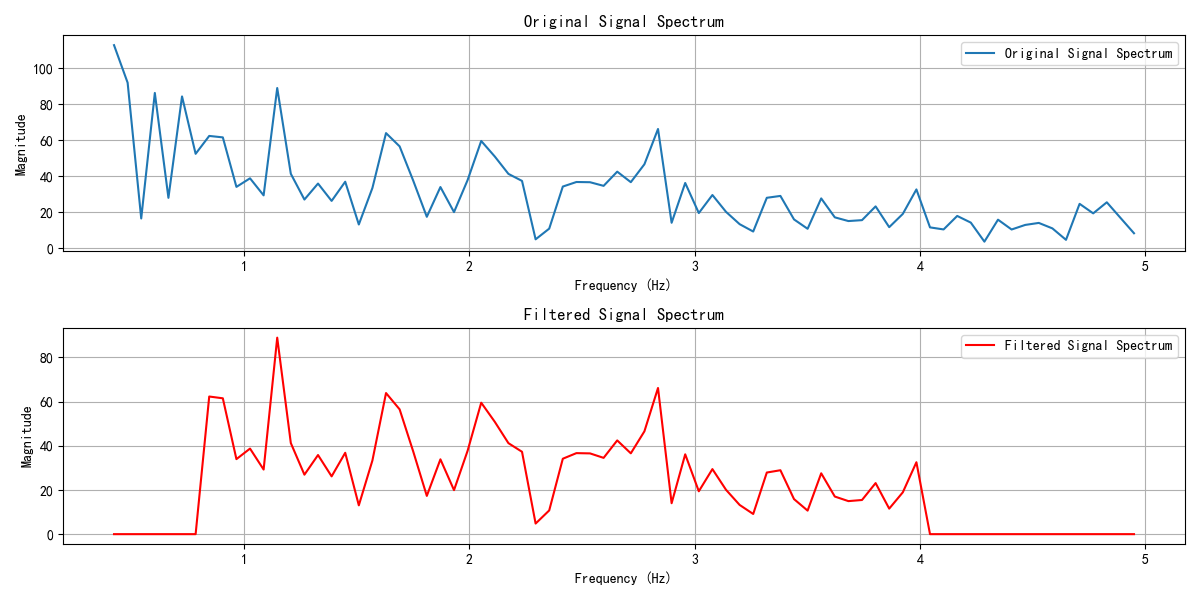 Original Signal Spectrum
Original Signal Spectrum
Magnitude
100
80
60
40
20
0
1 2 3 4 5
Frequency (Hz)
Filtered Signal Spectrum
Filtered Signal Spectrum
Magnitude
80
60
40
20
0
1 2 3 4 5
Frequency (Hz)